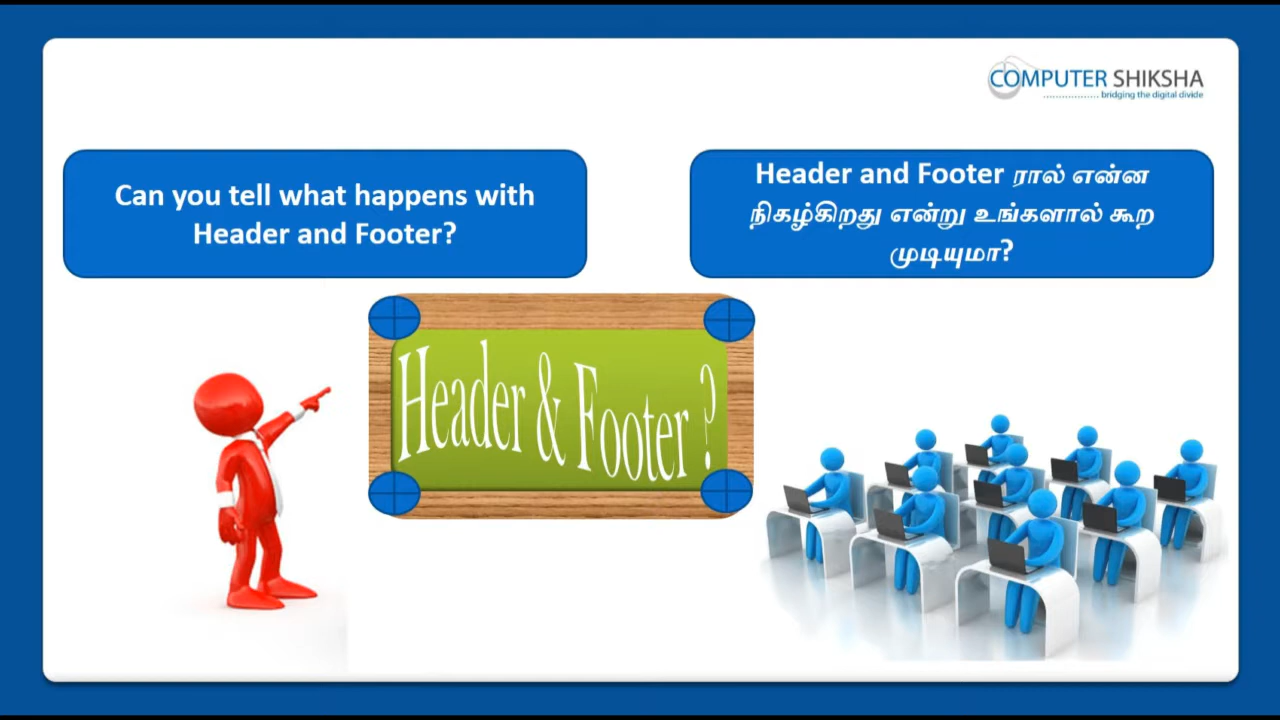 COMPUTER SHIKSHA
bridging the digital divide
Can you tell what happens with
Header and Footer?
Header and Footer ரால் என்ன
நிகழ்கிறது என்று உங்களால் கூற
முடியுமா?
Header & Footer ?